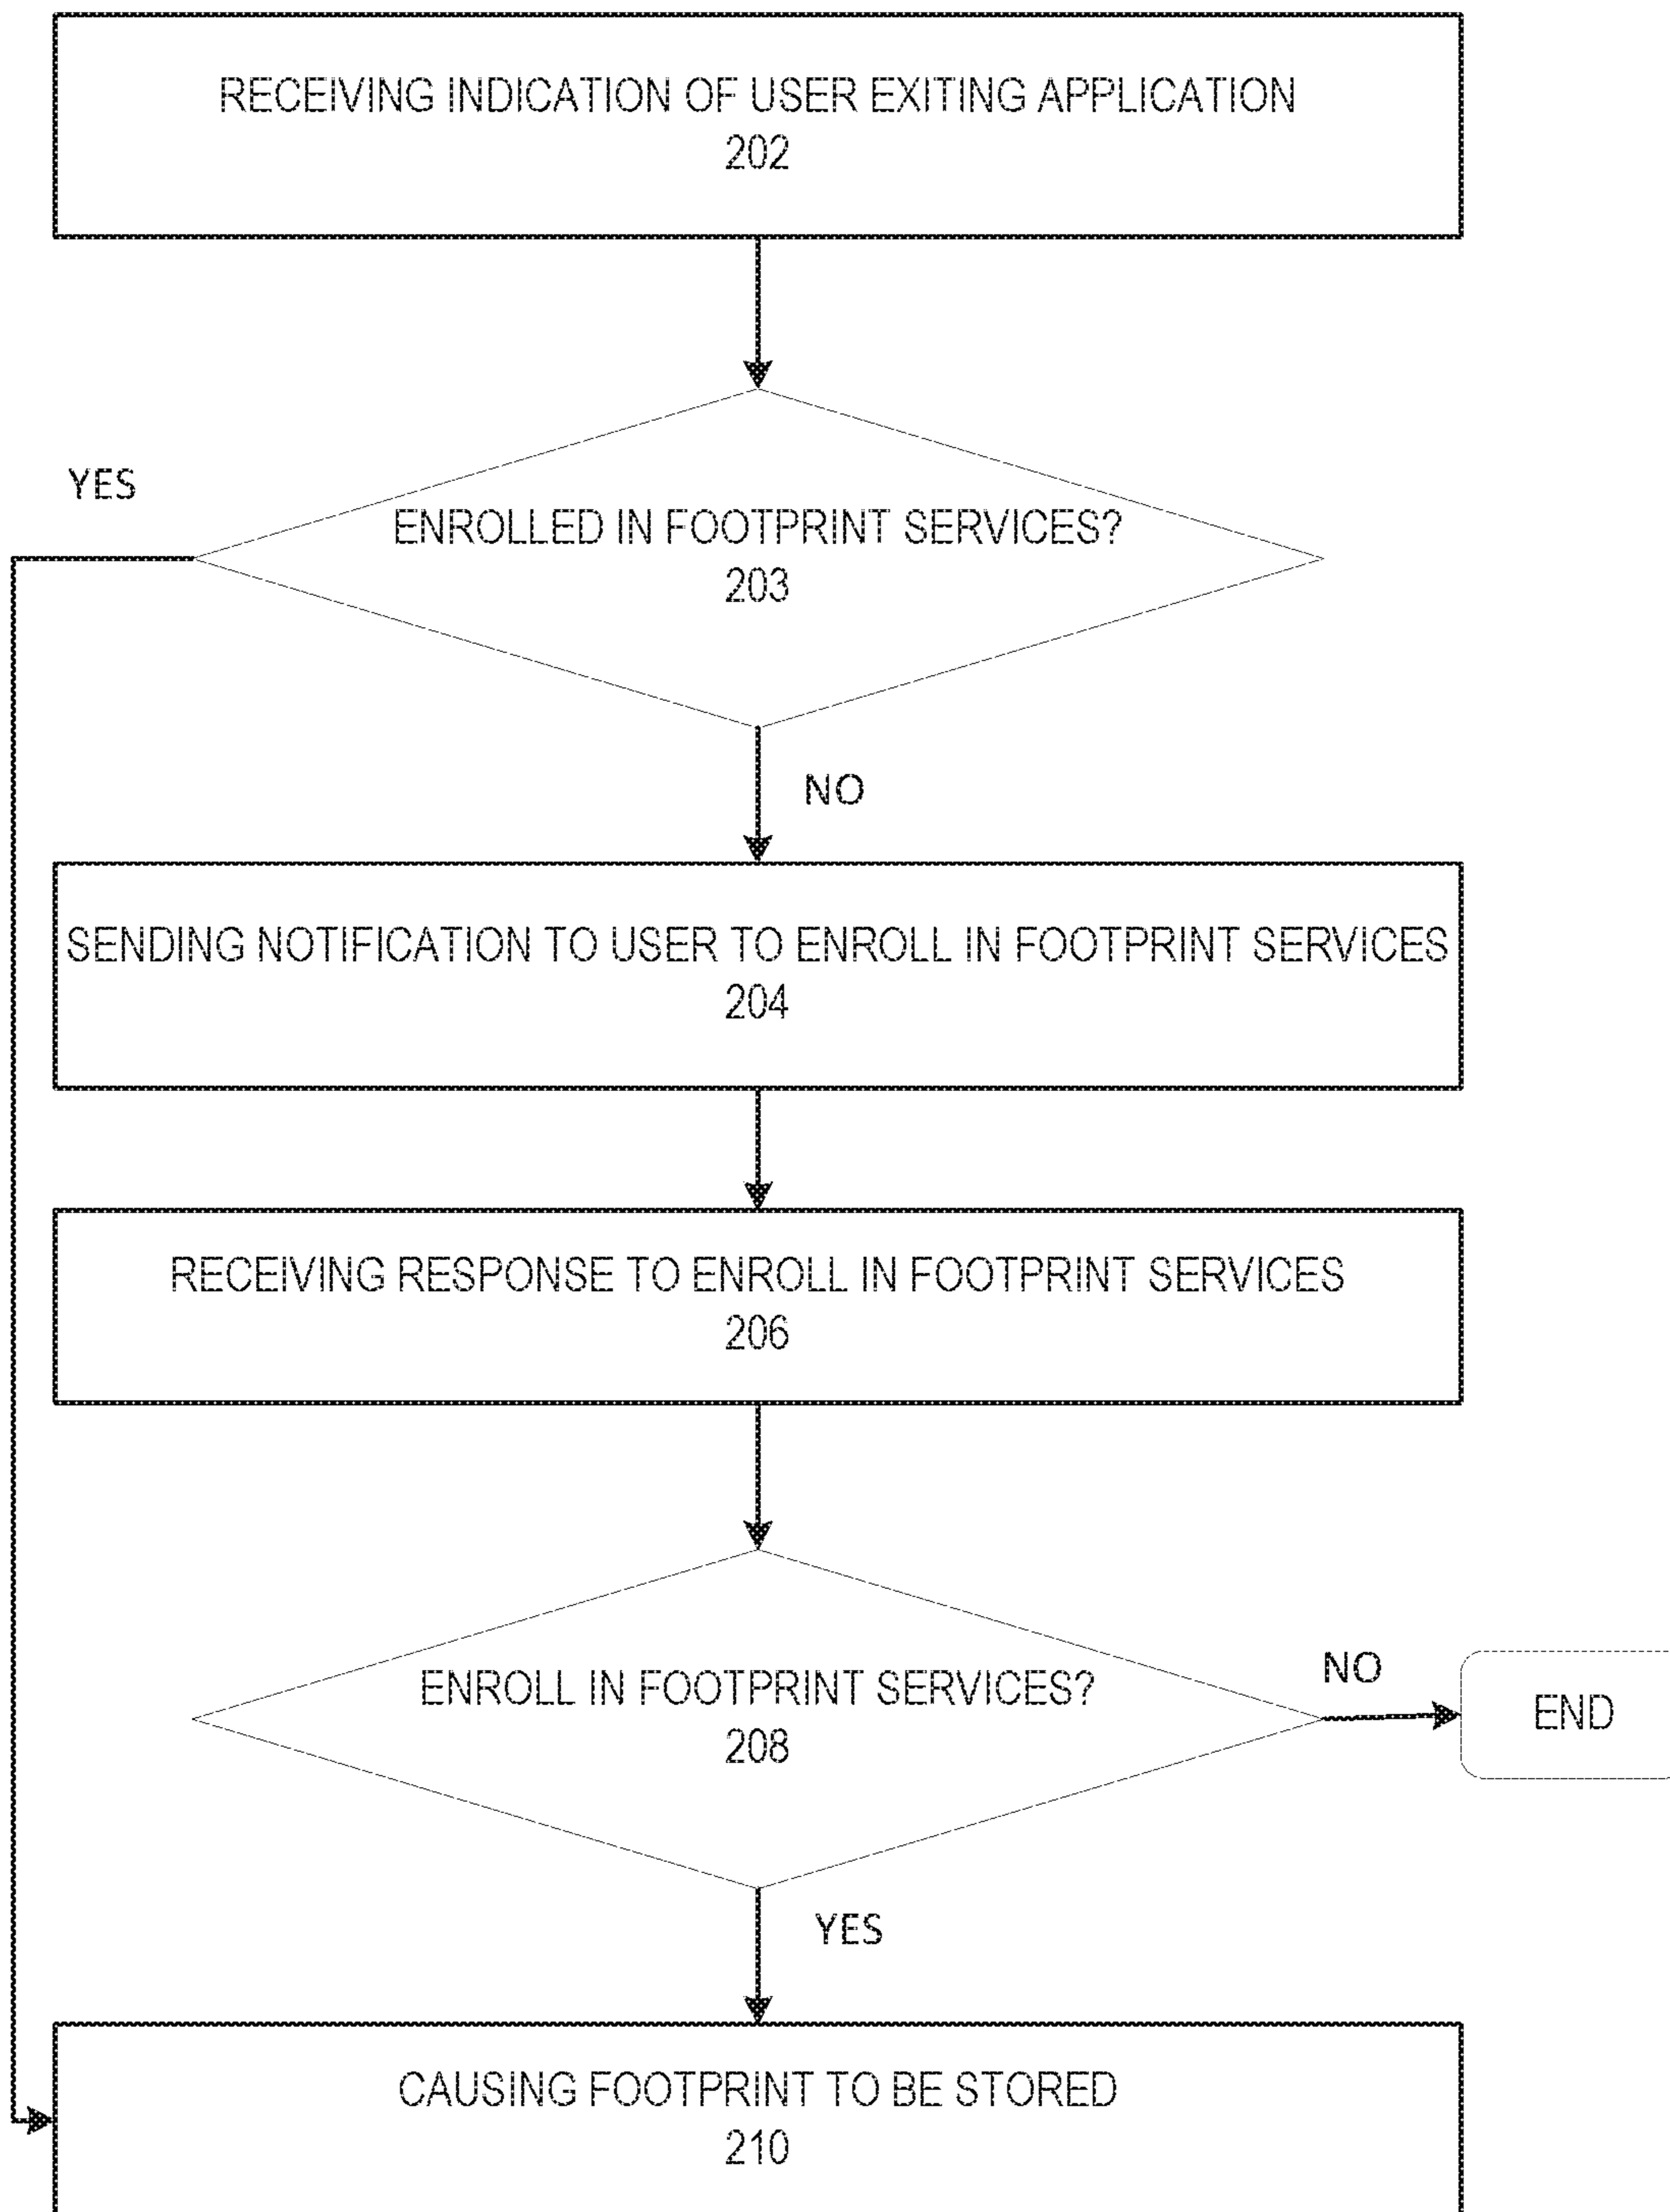 RECEIVING INDICATION OF USER EXITING APPLICATION
202
YES
ENROLLED IN FOOTPRINT SERVICES?
203
NO
SENDING NOTIFICATION TO USER TO ENROLL IN FOOTPRINT SERVICES
204
RECEIVING RESPONSE TO ENROLL IN FOOTPRINT SERVICES
206
ENROLL IN FOOTPRINT SERVICES?
208
NO
END
YES
CAUSING FOOTPRINT TO BE STORED
210